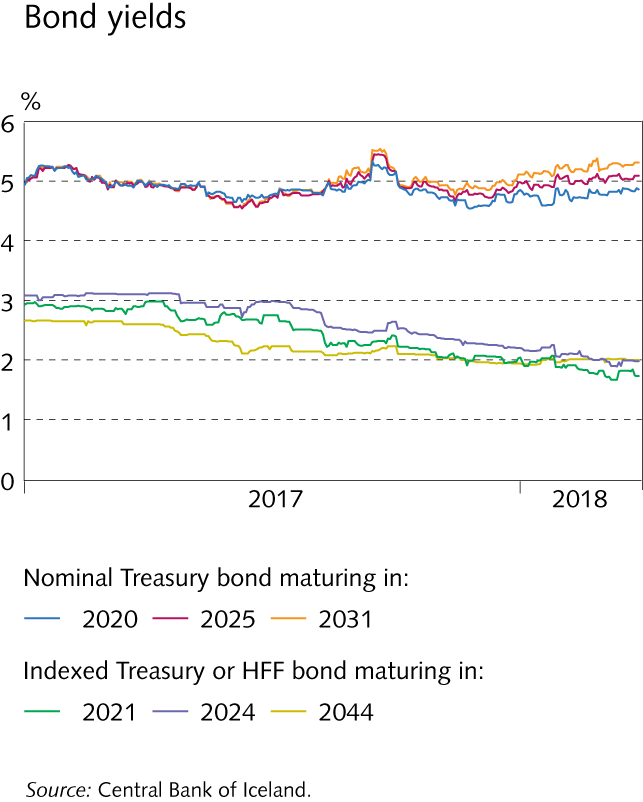 Bond yields
%
6
5
4
3
2
1
0
2017 2018
Nominal Treasury bond maturing in:
2020 2025 2031
Indexed Treasury or HFF bond maturing in:
2021 2024 2044
Source: Central Bank of Iceland.